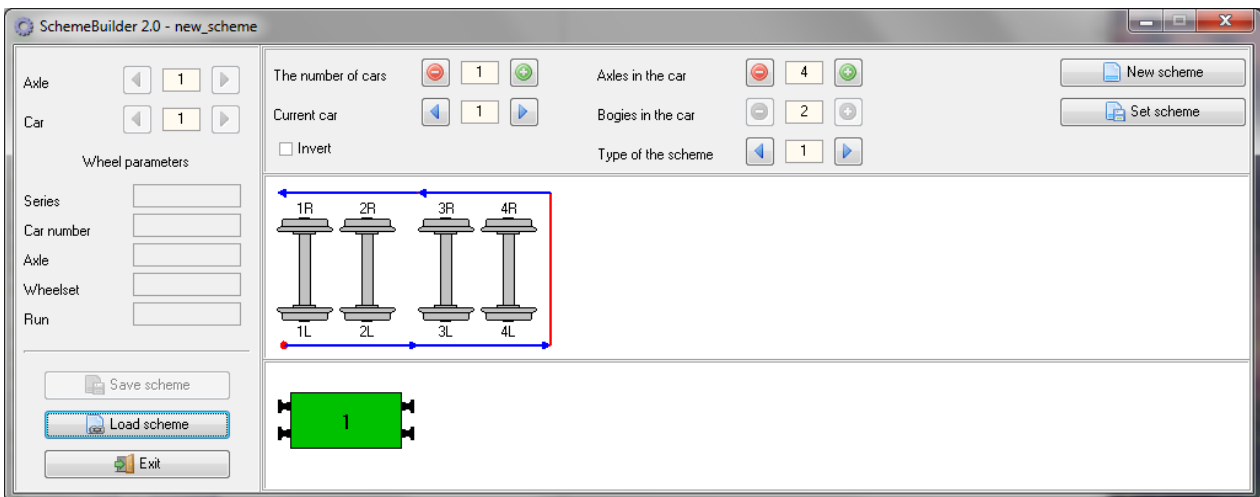 SchemeBuilder 2.0 - new_scheme
Axle 1
Car 1
Wheel parameters
Series
Car number
Axle
Wheelset
Run
Save scheme
Load scheme
Exit
The number of cars 1
Current car 1
Invert
Axles in the car 4
Bogies in the car 2
Type of the scheme 1
New scheme
Set scheme
1R 2R 3R 4R
1L 2L 3L 4L
1